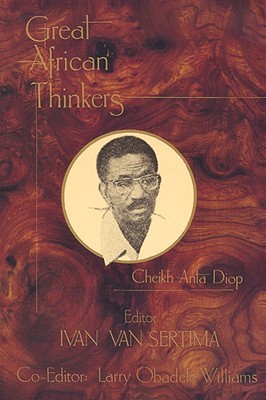 Great
African
Thinkers
Cheikh Anta Diop
Editor
IVAN VAN SERTIMA
Co-Editor: Larry Obadele Williams